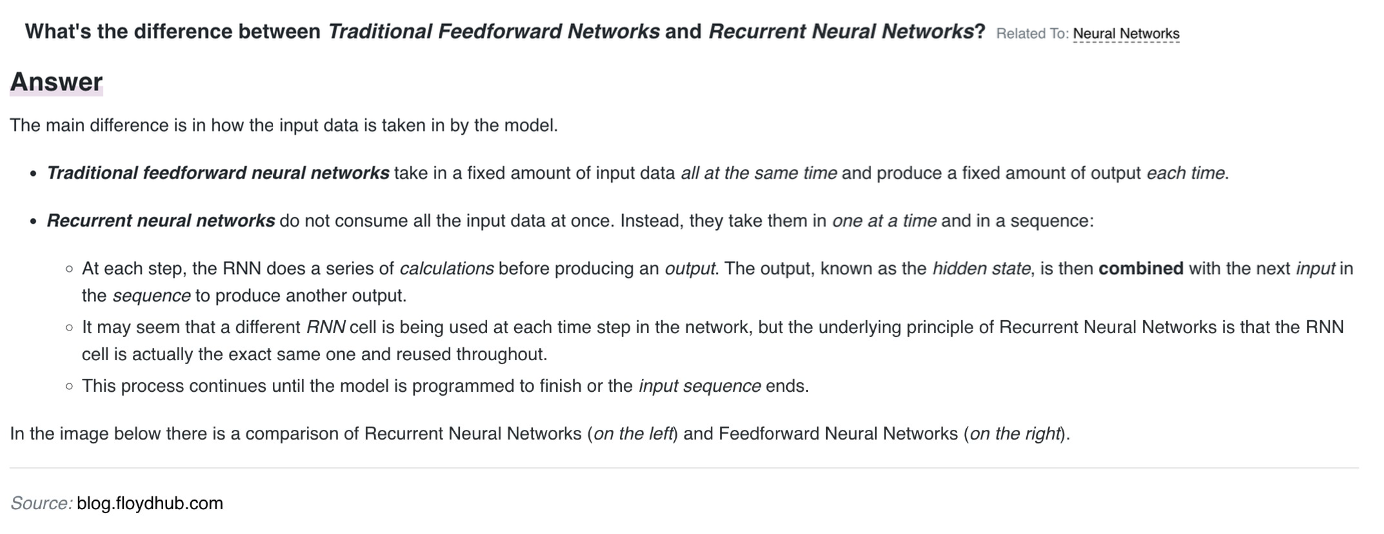 What's the difference between Traditional Feedforward Networks and Recurrent Neural Networks? Related To: Neural Networks
Answer
The main difference is in how the input data is taken in by the model.
• Traditional feedforward neural networks take in a fixed amount of input data all at the same time and produce a fixed amount of output each time.
• Recurrent neural networks do not consume all the input data at once. Instead, they take them in one at a time and in a sequence:
◦ At each step, the RNN does a series of calculations before producing an output. The output, known as the hidden state, is then combined with the next input in
the sequence to produce another output.
◦ It may seem that a different RNN cell is being used at each time step in the network, but the underlying principle of Recurrent Neural Networks is that the RNN
cell is actually the exact same one and reused throughout.
◦ This process continues until the model is programmed to finish or the input sequence ends.
In the image below there is a comparison of Recurrent Neural Networks (on the left) and Feedforward Neural Networks (on the right).
Source: blog.floydhub.com